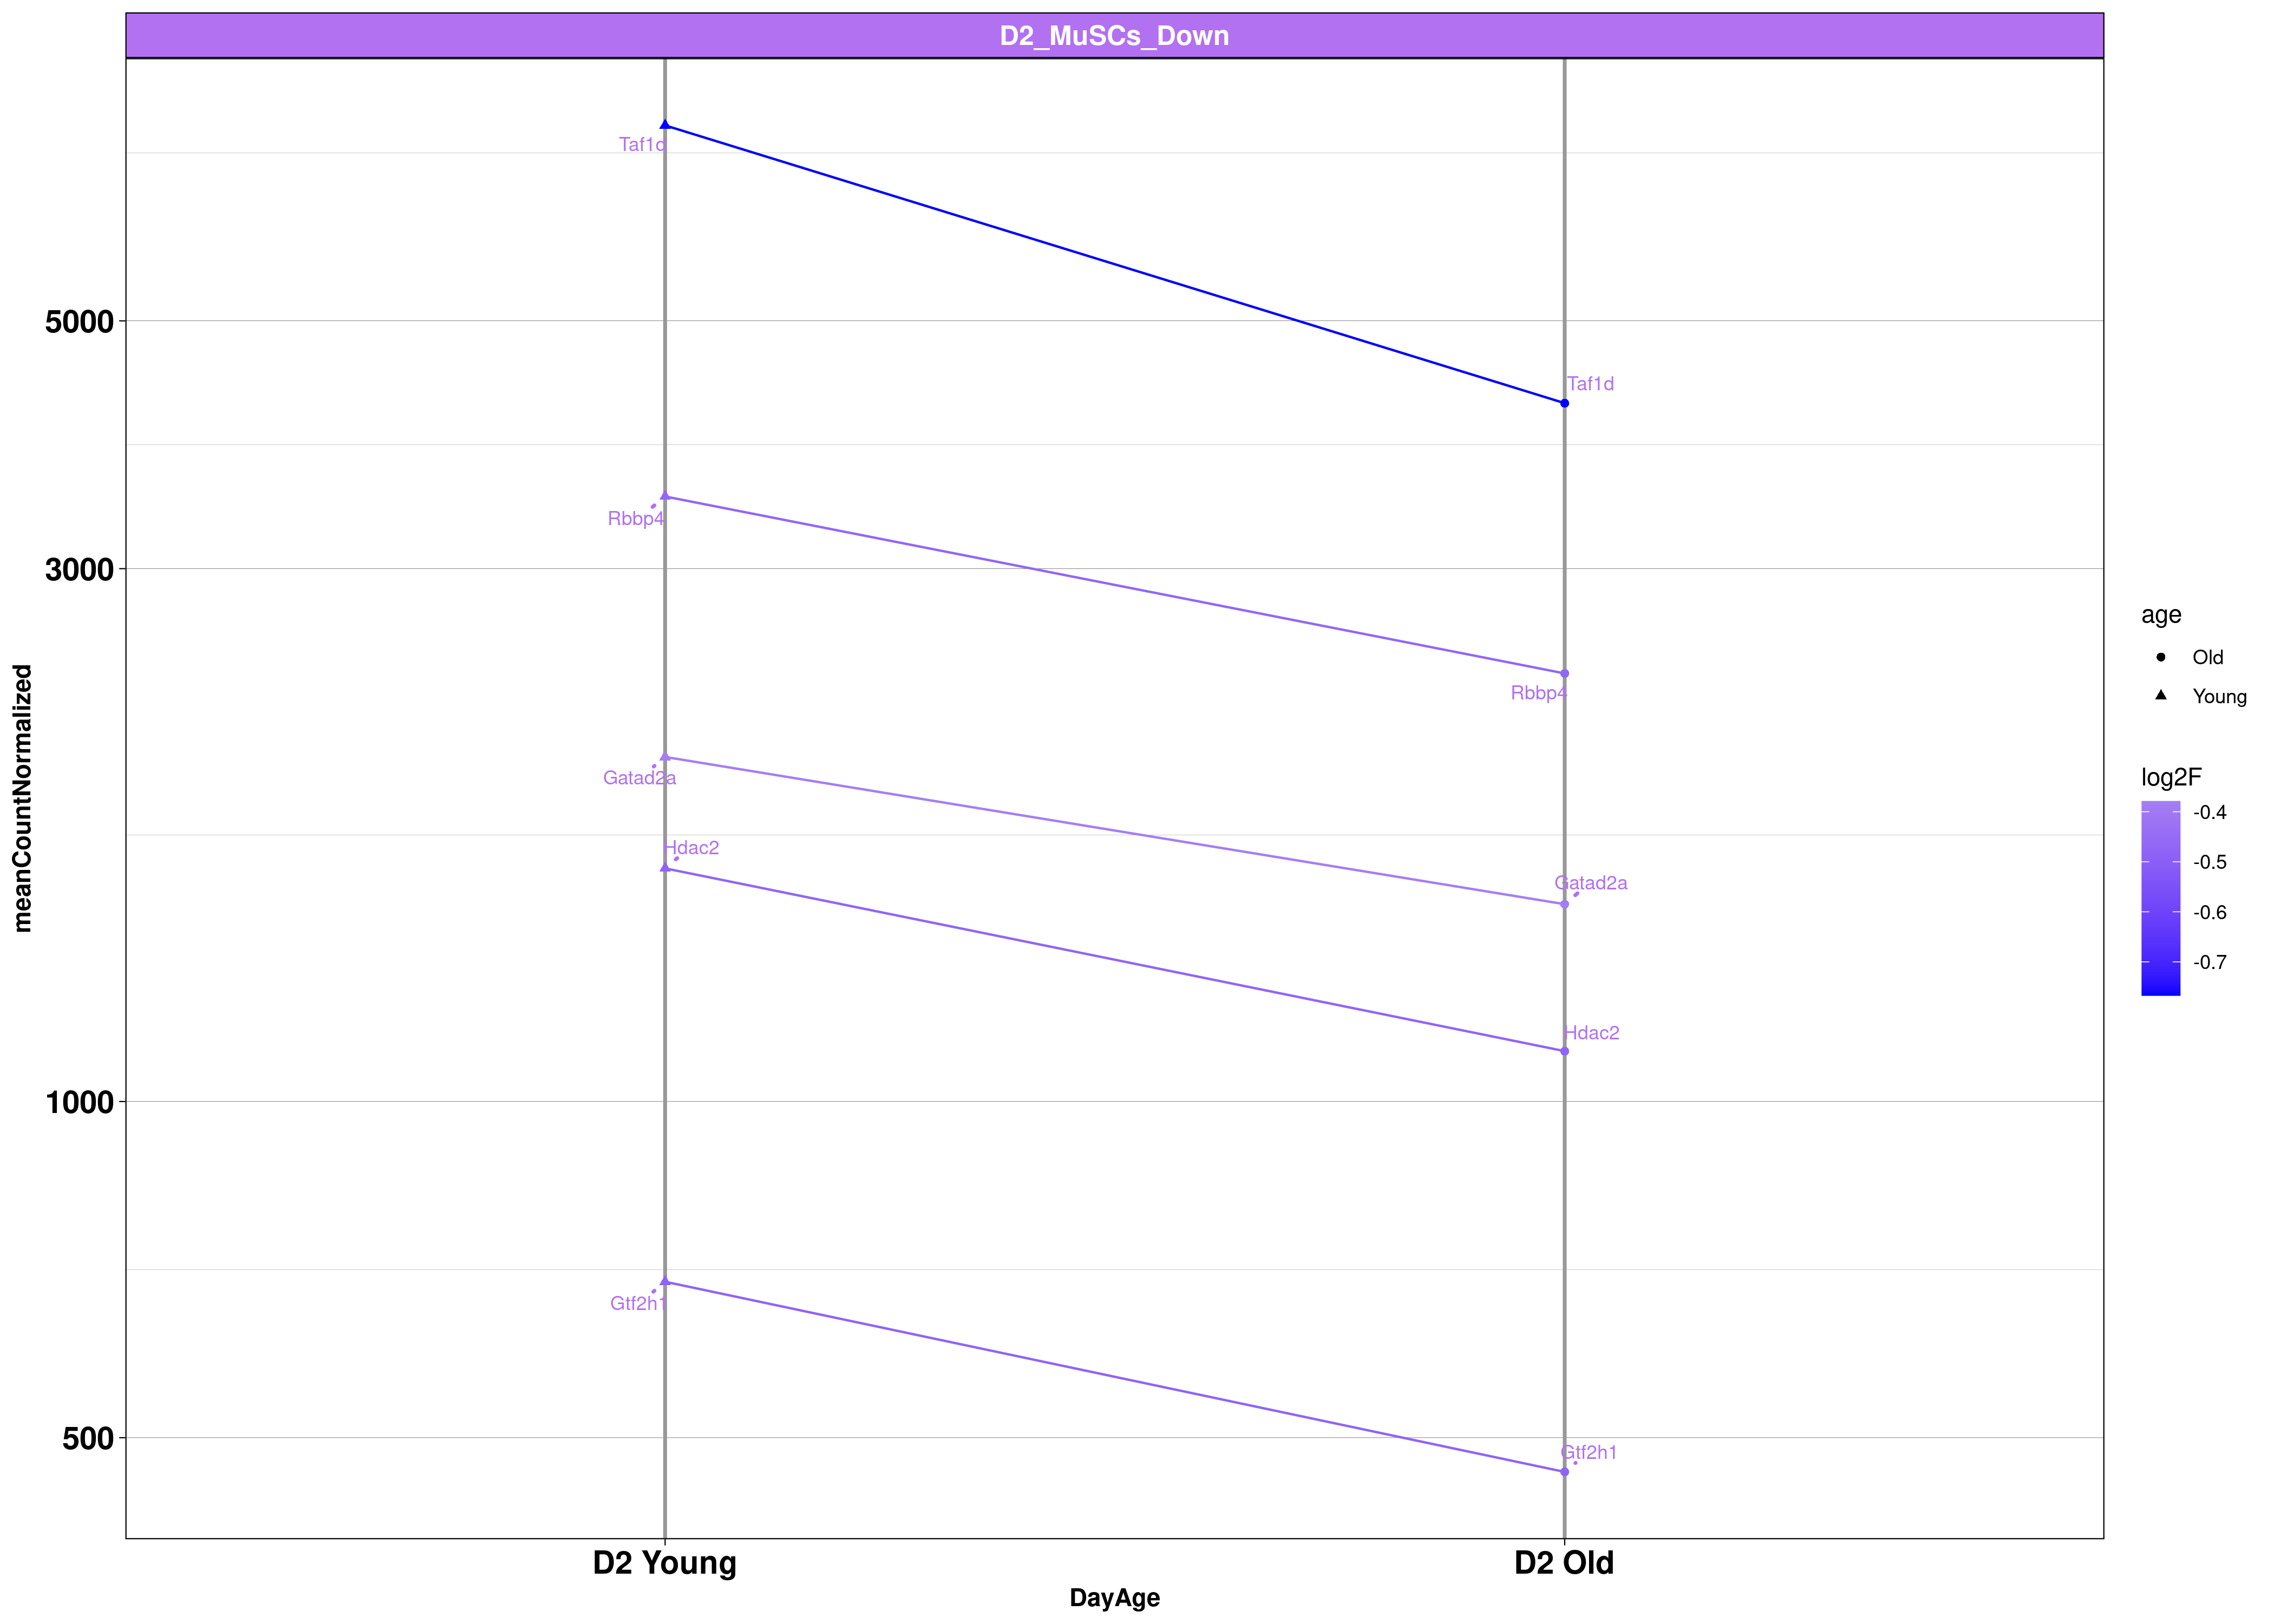 D2_MuSCs_Down
meanCountNormalized
5000
3000
1000
500
Taf1d
Taf1d
Rbbp4
Rbbp4
Gatad2a
Hdac2
Gatad2a
Hdac2
Gtf2h1
Gtf2h1
D2 Young
D2 Old
DayAge
age
Old
Young
log2F
-0.4
-0.5
-0.6
-0.7